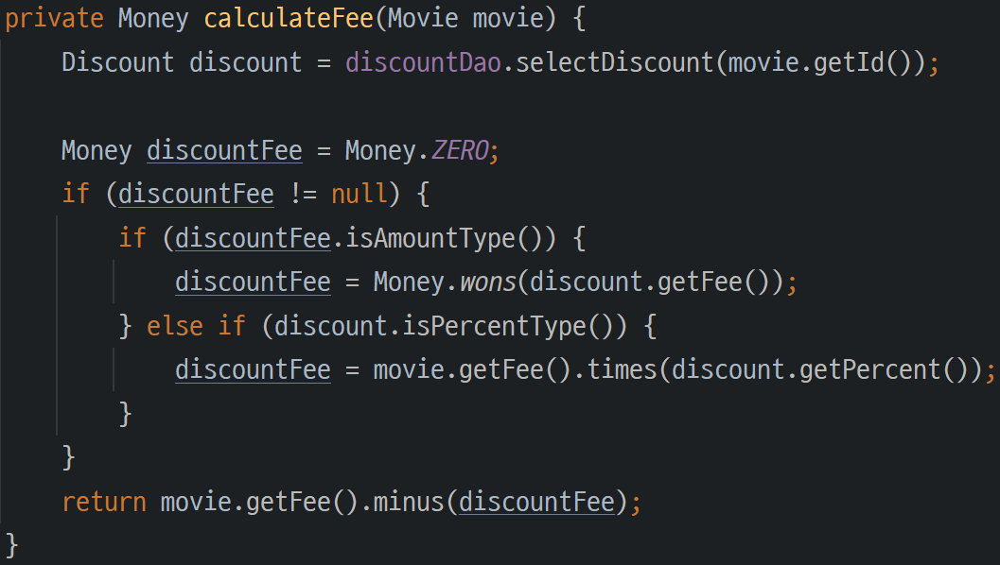 private Money calculateFee(Movie movie) {
    Discount discount = discountDao.selectDiscount(movie.getId());

    Money discountFee = Money.ZERO;
    if (discountFee != null) {
        if (discountFee.isAmountType()) {
            discountFee = Money.wons(discount.getFee());
        } else if (discount.isPercentType()) {
            discountFee = movie.getFee().times(discount.getPercent());
        }
    }
    return movie.getFee().minus(discountFee);
}